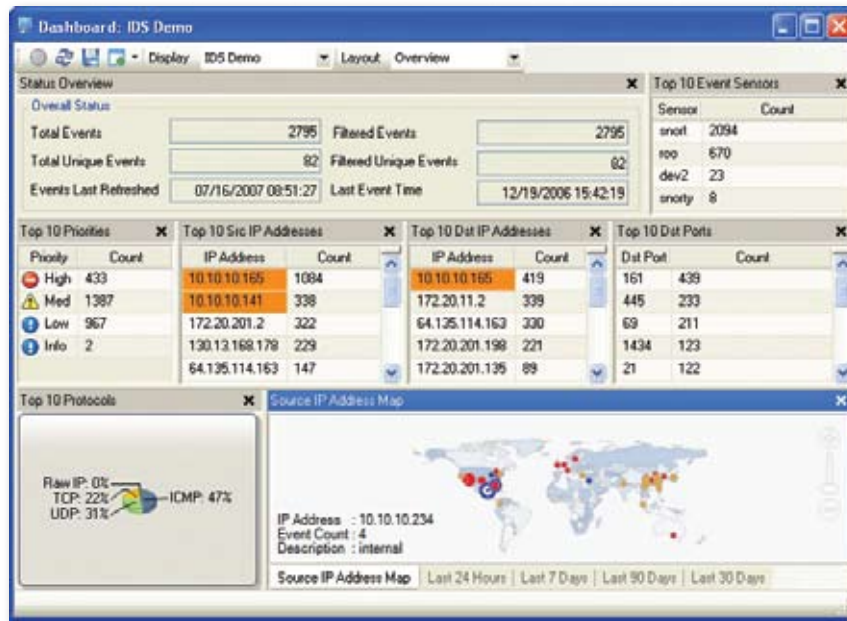 Dashboard: IDS Demo
Display IDS Demo Layout Overview
Status Overview
Overall Status
Total Events 2795 Filtered Events 2795
Total Unique Events 82 Filtered Unique Events 82
Events Last Refreshed 07/16/2007 08:51:27 Last Event Time 12/19/2006 15:42:19
Top 10 Event Sensors
Sensor Count
snort 2094
roo 670
dev2 23
snorty 8
Top 10 Priorities
Priority Count
High 433
Med 1387
Low 967
Info 2
Top 10 Src IP Addresses
IP Address Count
10.10.10.165 1084
10.10.10.141 338
172.20.201.2 322
130.13.168.178 229
64.135.114.163 147
Top 10 Dst IP Addresses
IP Address Count
10.10.10.165 419
172.20.11.2 339
64.135.114.163 330
172.20.201.198 221
172.20.201.135 89
Top 10 Dst Ports
Dst Port Count
161 439
445 233
69 211
1434 123
21 122
Top 10 Protocols
Raw IP: 0%
TCP: 22%
UDP: 31%
ICMP: 47%
Source IP Address Map
IP Address : 10.10.10.234
Event Count : 4
Description : internal
Source IP Address Map Last 24 Hours Last 7 Days Last 90 Days Last 30 Days